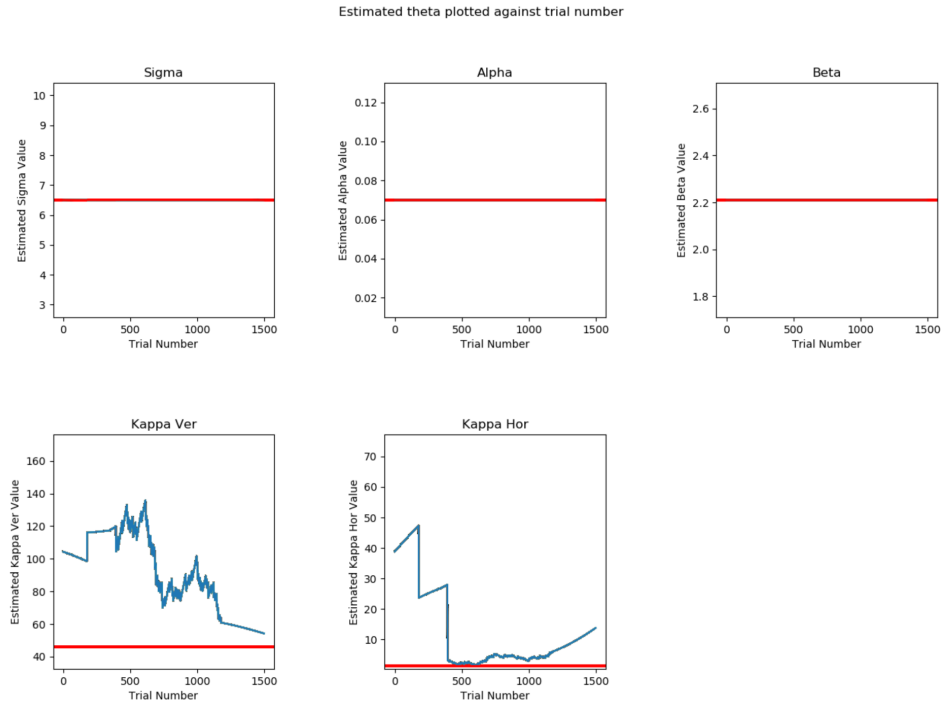 Estimated theta plotted against trial number
Sigma
Estimated Sigma Value
10
9
8
7
6
5
4
3
0 500 1000 1500
Trial Number
Alpha
Estimated Alpha Value
0.12
0.10
0.08
0.06
0.04
0.02
0 500 1000 1500
Trial Number
Beta
Estimated Beta Value
2.6
2.4
2.2
2.0
1.8
0 500 1000 1500
Trial Number
Kappa Ver
Estimated Kappa Ver Value
160
140
120
100
80
60
40
0 500 1000 1500
Trial Number
Kappa Hor
Estimated Kappa Hor Value
70
60
50
40
30
20
10
0 500 1000 1500
Trial Number